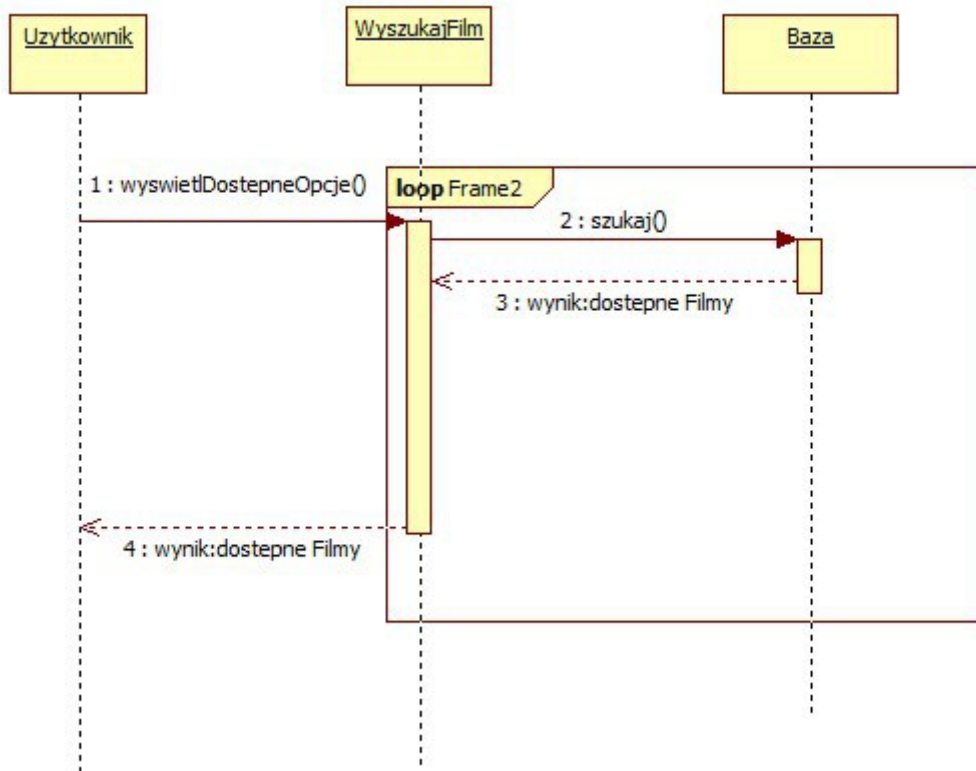 Uzytkownik
WyszukajFilm
Baza
1 : wyswietlDostepneOpcje()
loop Frame2
2 : szukaj()
3 : wynik:dostepne Filmy
4 : wynik:dostepne Filmy